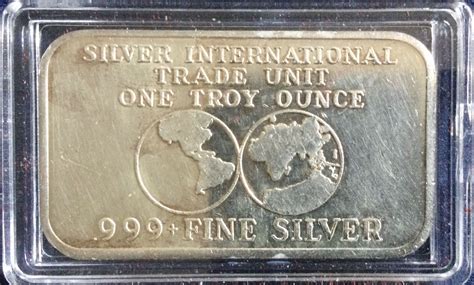 SILVER INTERNATIONAL
TRADE UNIT
ONE TROY OUNCE
.999+ FINE SILVER